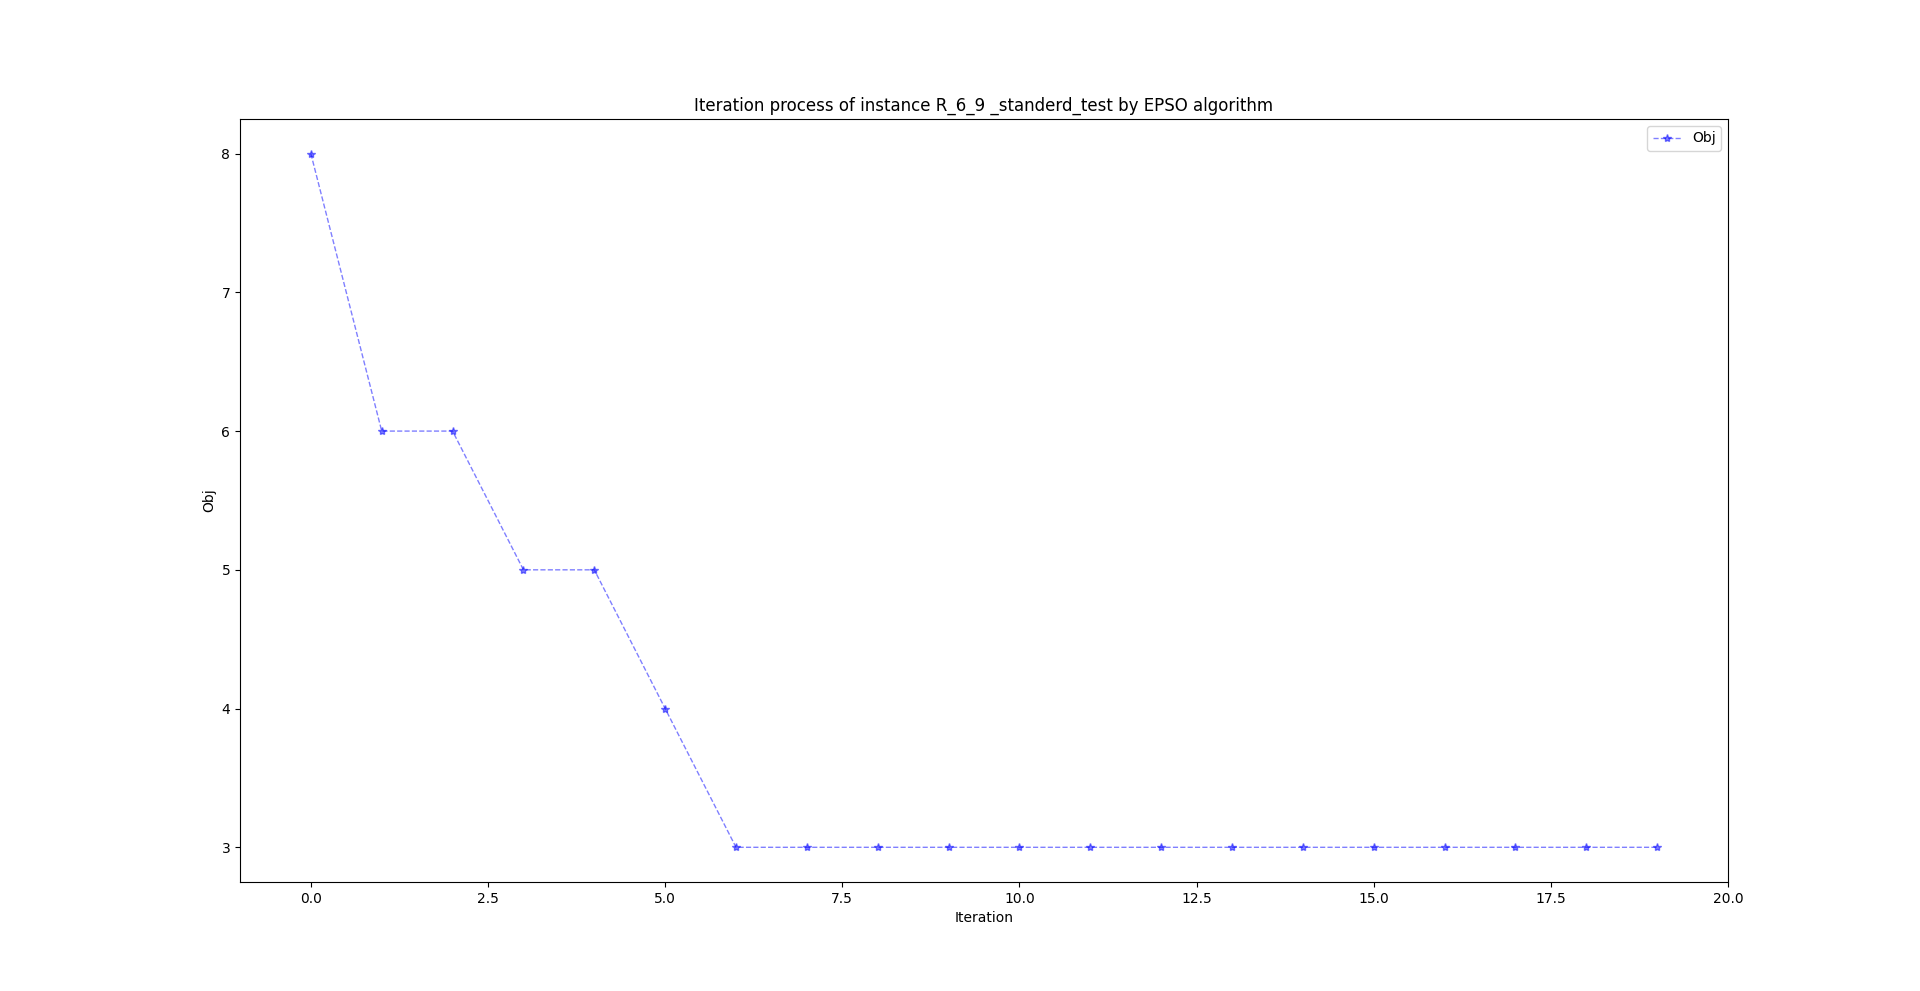 Iteration process of instance R_6_9 _standerd_test by EPSO algorithm
Obj
8
7
6
5
4
3
Obj
0.0 2.5 5.0 7.5 10.0 12.5 15.0 17.5 20.0
Iteration